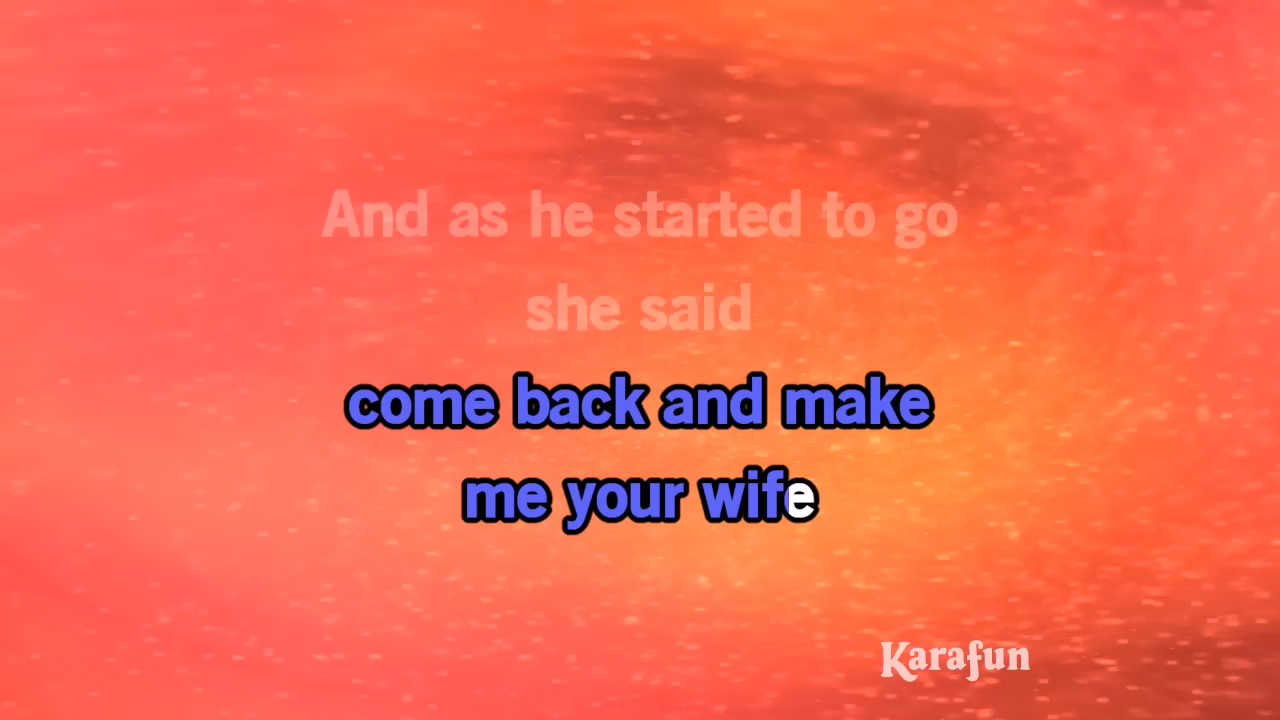 And as he started to go
she said
come back and make
me your wife
Karafun